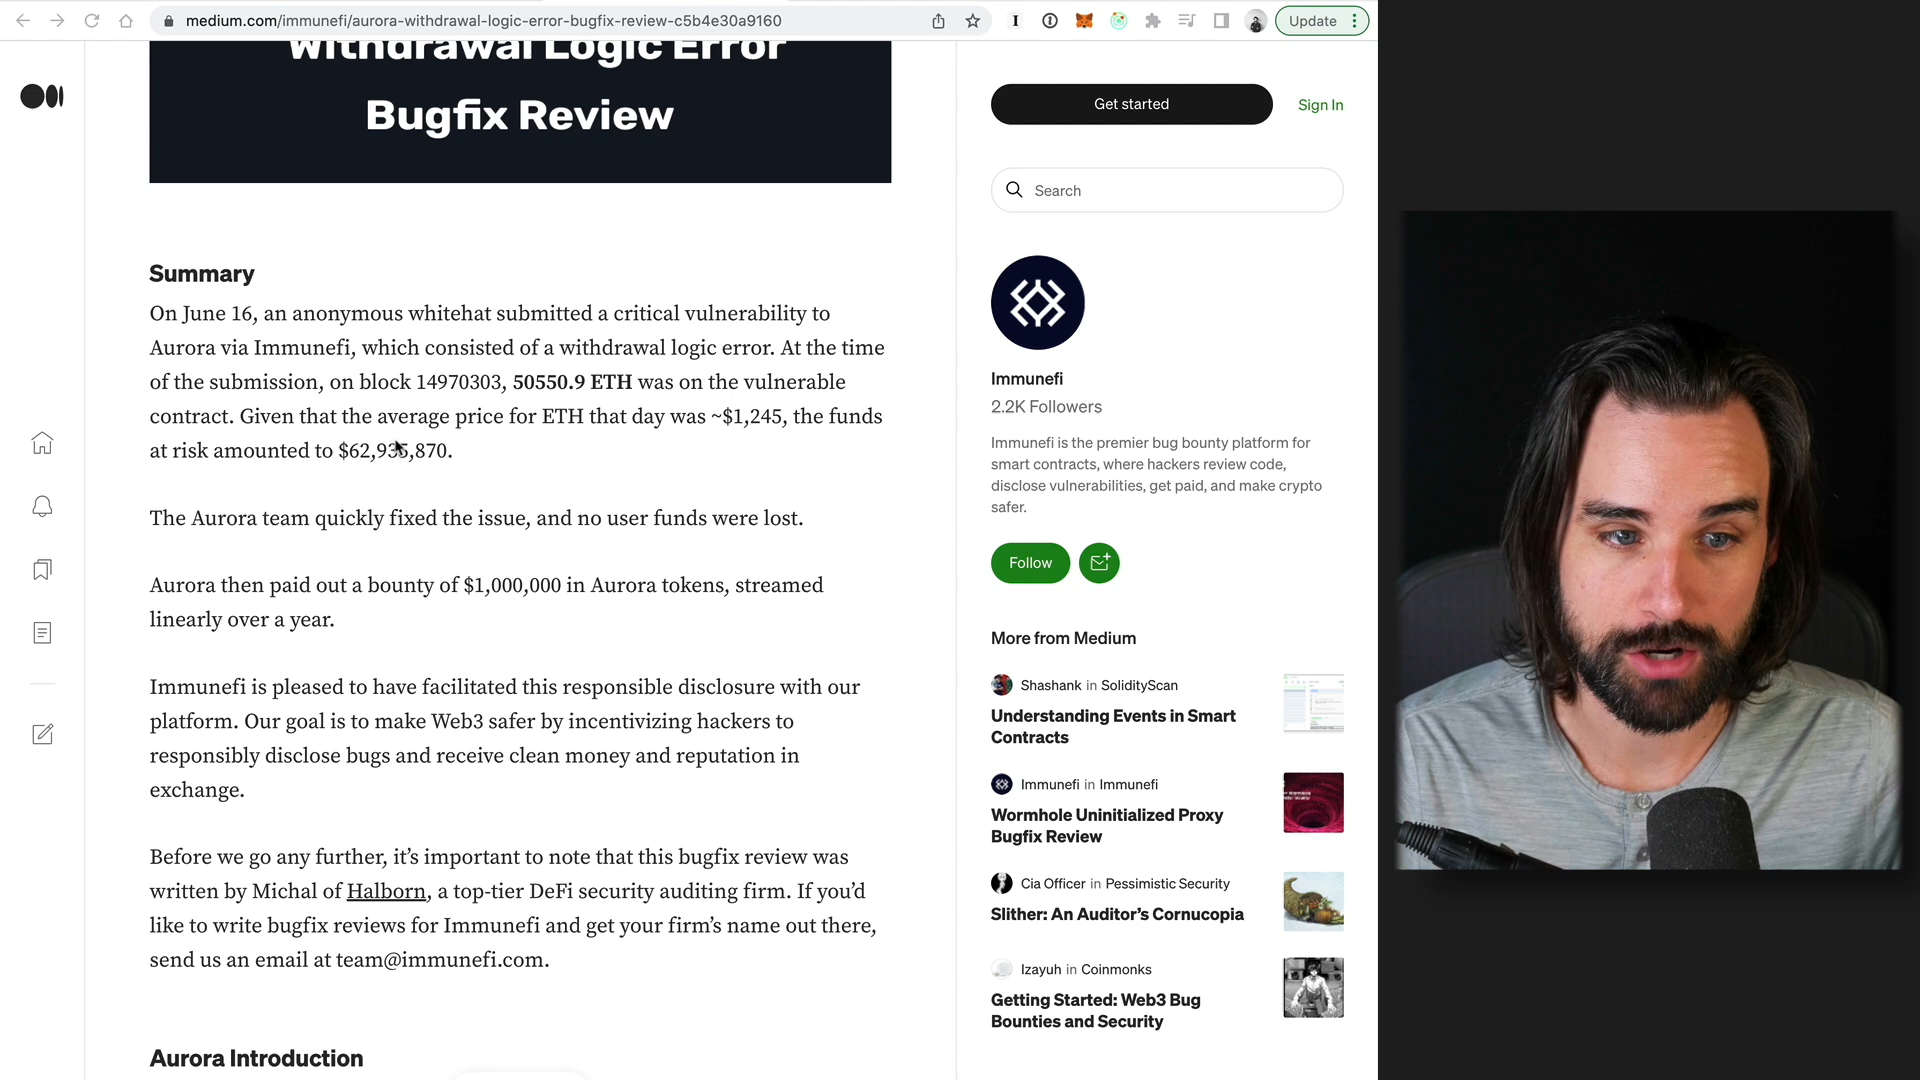 medium.com/immunefi/aurora-withdrawal-logic-error-bugfix-review-c5b4e30a9160
Update
Withdrawal Logic Error
Bugfix Review
Summary
On June 16, an anonymous whitehat submitted a critical vulnerability to
Aurora via Immunefi, which consisted of a withdrawal logic error. At the time
of the submission, on block 14970303, 50550.9 ETH was on the vulnerable
contract. Given that the average price for ETH that day was ~$1,245, the funds
at risk amounted to $62,935,870.
The Aurora team quickly fixed the issue, and no user funds were lost.
Aurora then paid out a bounty of $1,000,000 in Aurora tokens, streamed
linearly over a year.
Immunefi is pleased to have facilitated this responsible disclosure with our
platform. Our goal is to make Web3 safer by incentivizing hackers to
responsibly disclose bugs and receive clean money and reputation in
exchange.
Before we go any further, it’s important to note that this bugfix review was
written by Michal of Halborn, a top-tier DeFi security auditing firm. If you’d
like to write bugfix reviews for Immunefi and get your firm’s name out there,
send us an email at team@immunefi.com.
Aurora Introduction
Get started
Sign In
Search
Immunefi
2.2K Followers
Immunefi is the premier bug bounty platform for
smart contracts, where hackers review code,
disclose vulnerabilities, get paid, and make crypto
safer.
Follow
More from Medium
Shashank in SolidityScan
Understanding Events in Smart
Contracts
Immunefi in Immunefi
Wormhole Uninitialized Proxy
Bugfix Review
Cia Officer in Pessimistic Security
Slither: An Auditor’s Cornucopia
Izayuh in Coinmonks
Getting Started: Web3 Bug
Bounties and Security